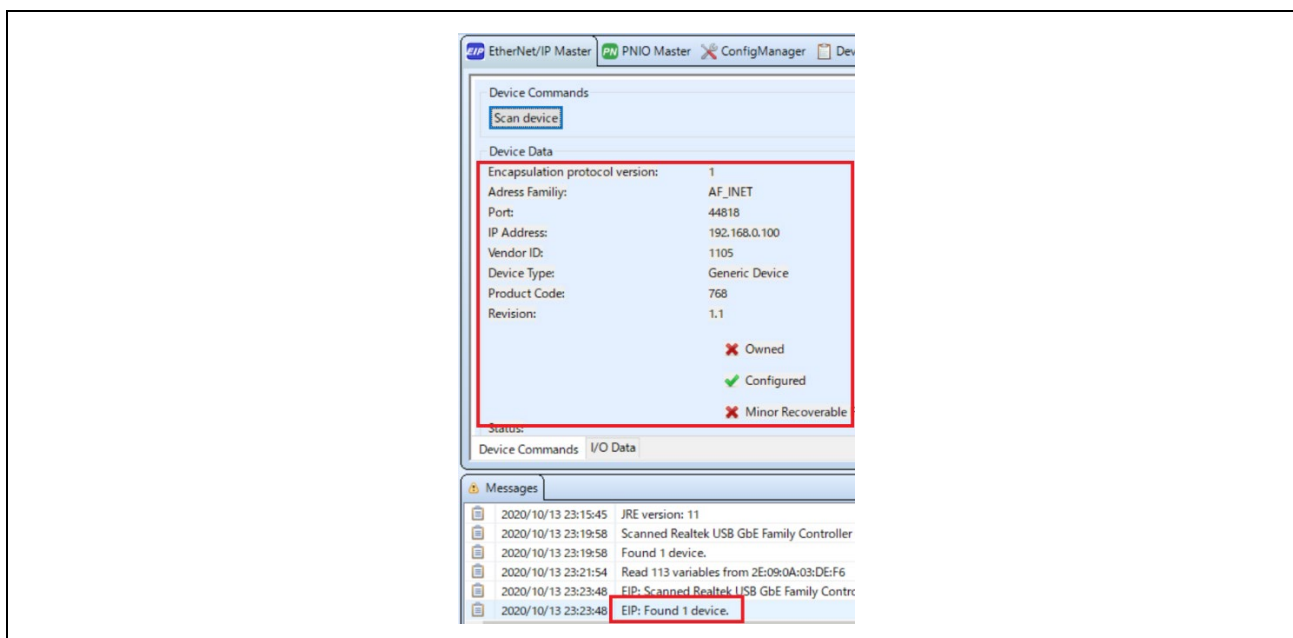 EIP EtherNet/IP Master PN PNIO Master ConfigManager Dev
Device Commands
Scan device
Device Data
Encapsulation protocol version: 1
Adress Familiy: AF_INET
Port: 44818
IP Address: 192.168.0.100
Vendor ID: 1105
Device Type: Generic Device
Product Code: 768
Revision: 1.1
Owned
Configured
Minor Recoverable
Status:
Device Commands I/O Data
Messages
2020/10/13 23:15:45 JRE version: 11
2020/10/13 23:19:58 Scanned Realtek USB GbE Family Controller
2020/10/13 23:19:58 Found 1 device.
2020/10/13 23:21:54 Read 113 variables from 2E:09:0A:03:DE:F6
2020/10/13 23:23:48 EIP: Scanned Realtek USB GbE Family Contro
2020/10/13 23:23:48 EIP: Found 1 device.